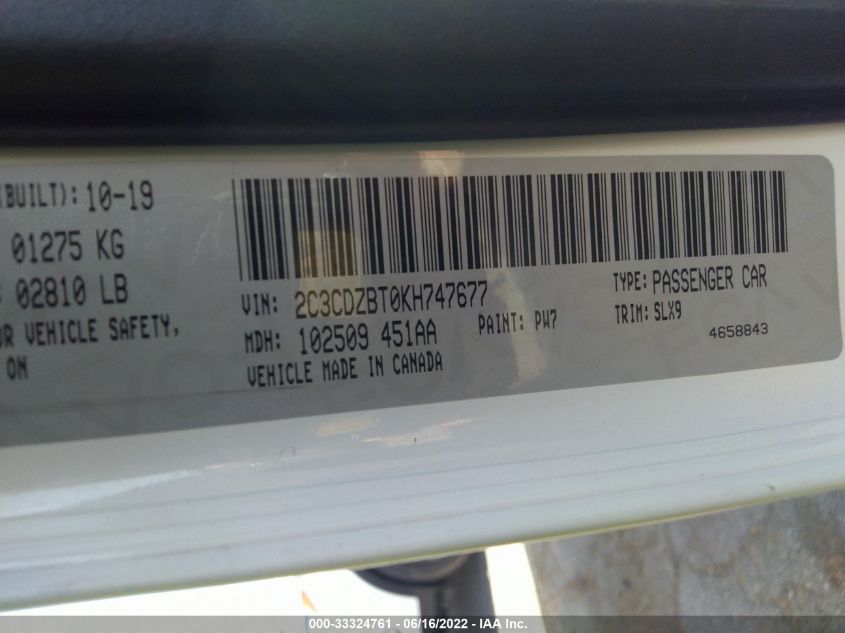 (BUILT): 10-19
01275 KG
02810 LB
VEHICLE SAFETY,
ON
VIN: 2C3CDZBT0KH747677
MDH: 102509 451AA
PAINT: PW7
VEHICLE MADE IN CANADA
TYPE: PASSENGER CAR
TRIM: SLX9
4658843
000-33324761 - 06/16/2022 - IAA Inc.